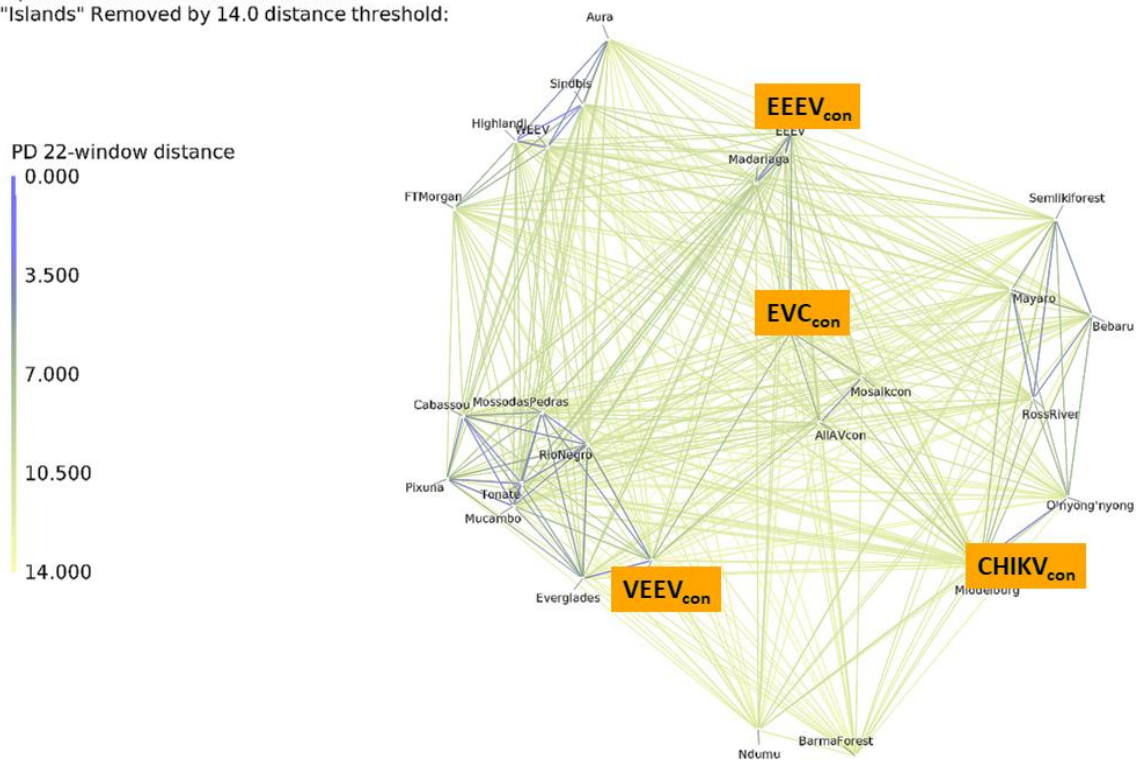 "Islands" Removed by 14.0 distance threshold:
PD 22-window distance
0.000
3.500
7.000
10.500
14.000
Aura
Sindbis
Highlandj
WEEV
FTMorgan
EEEVcon
EEEV
Madariaga
Semlikiforest
Mayaro
Bebaru
EVCcon
Mosaikcon
AllAVcon
RossRiver
Cabassou
MossodasPedras
RioNegro
Pixuna
Tonate
Mucambo
O'nyong'nyong
CHIKVcon
Middelburg
Everglades
VEEVcon
Ndumu
BarmaForest